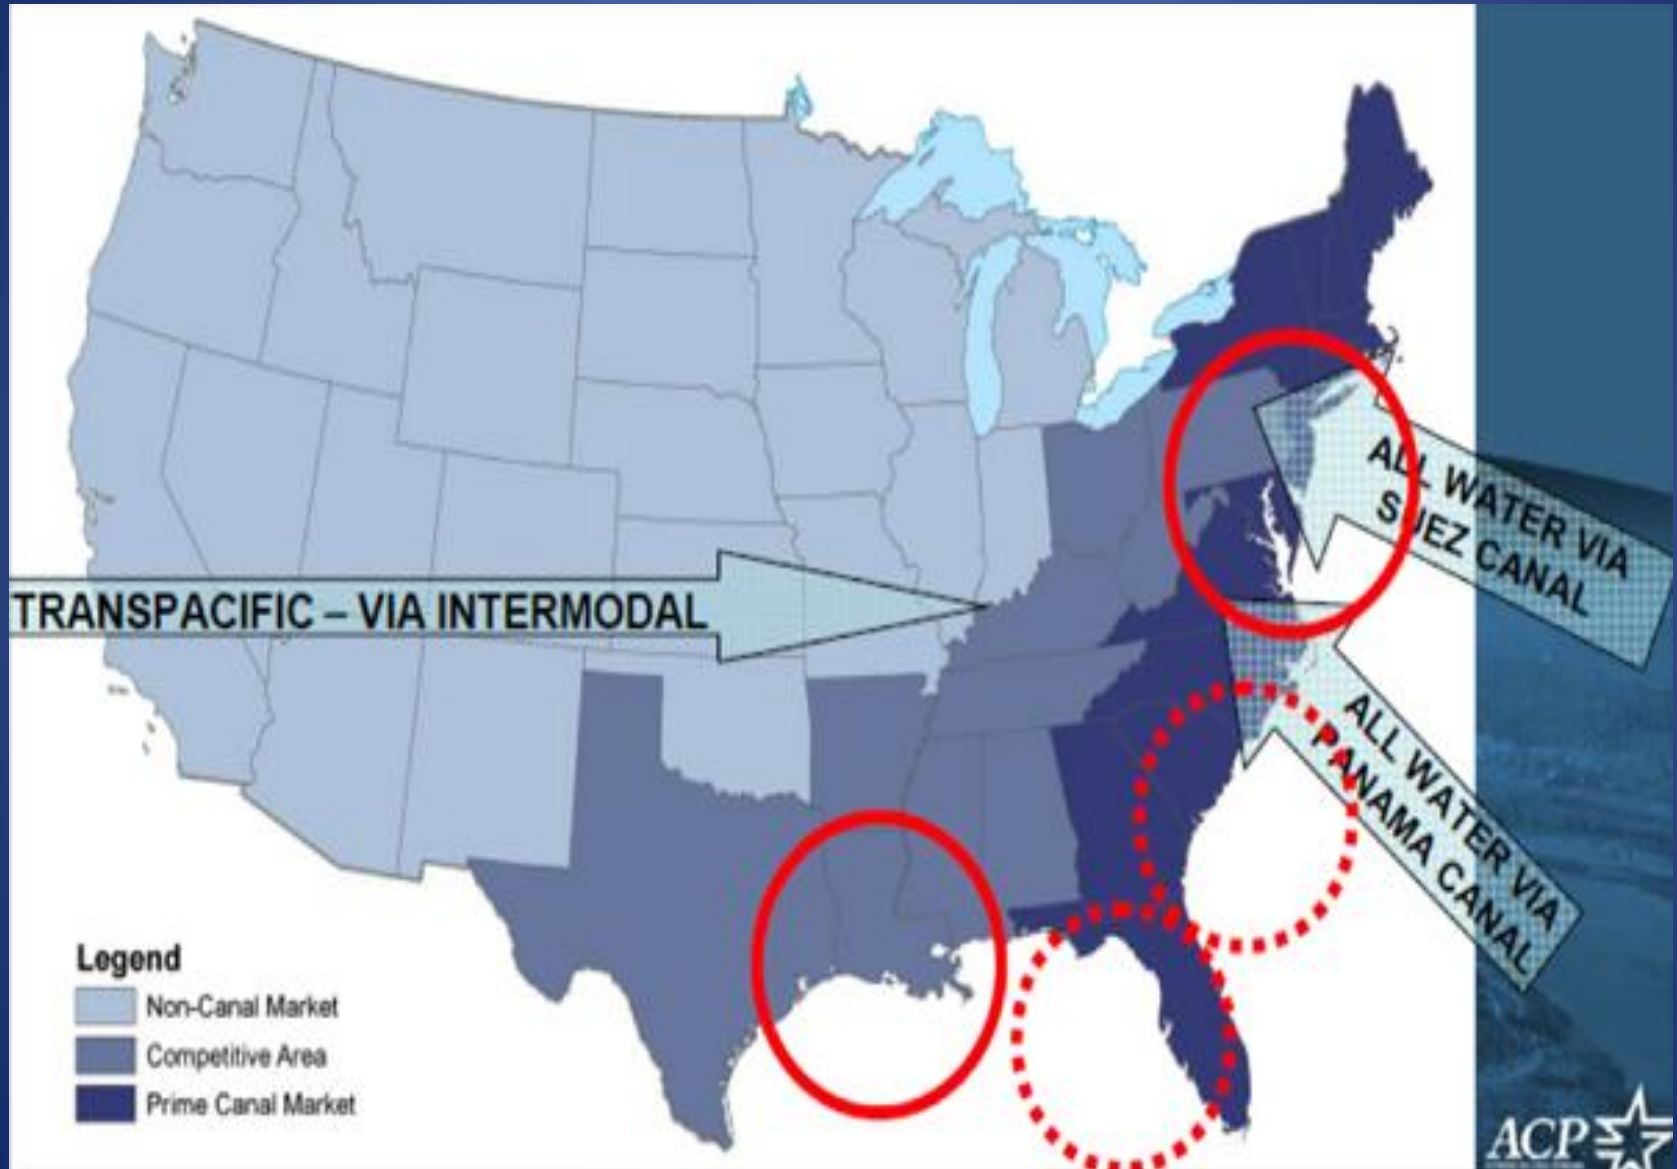 ALL WATER VIA
SUEZ CANAL
TRANSPACIFIC – VIA INTERMODAL
ALL WATER VIA
PANAMA CANAL
Legend
Non-Canal Market
Competitive Area
Prime Canal Market
ACP